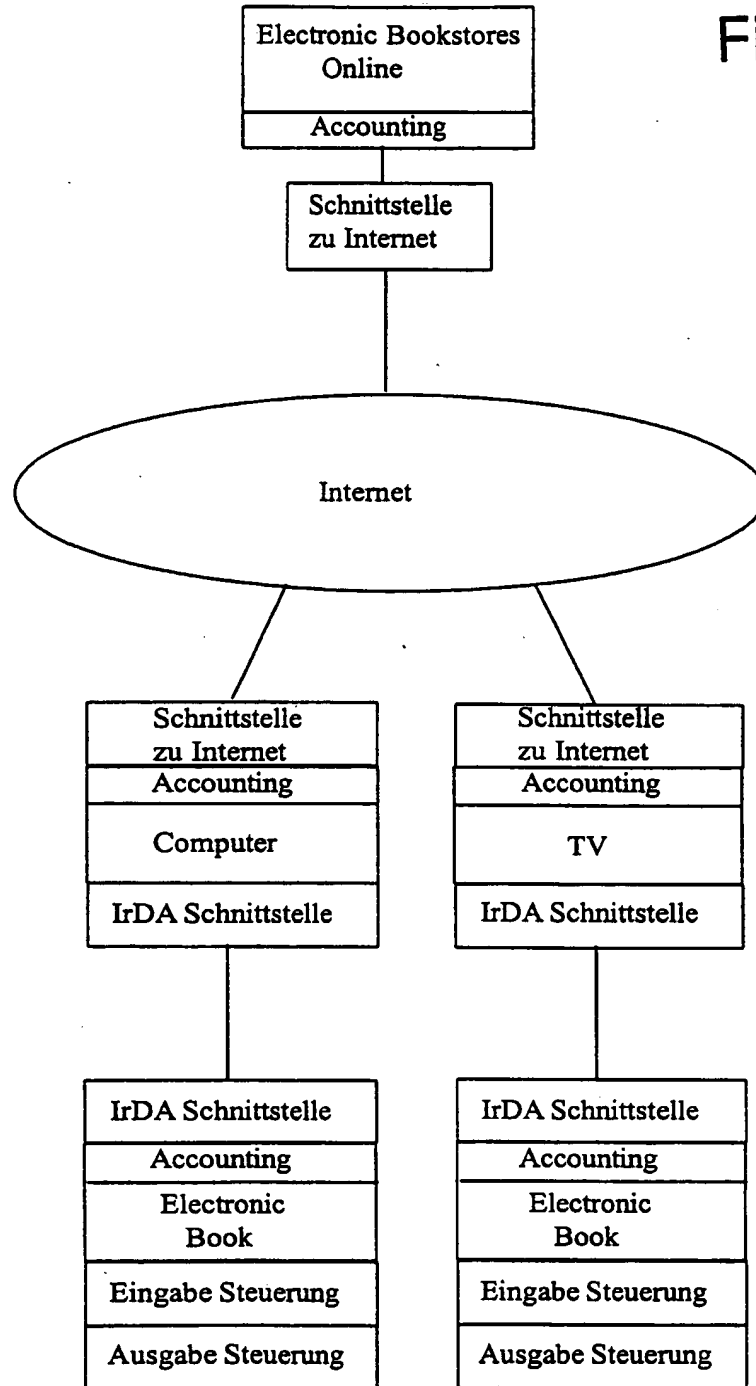 Electronic Bookstores
Online
Accounting
Schnittstelle
zu Internet
Internet
Schnittstelle
zu Internet
Accounting
Computer
IrDA Schnittstelle
Schnittstelle
zu Internet
Accounting
TV
IrDA Schnittstelle
IrDA Schnittstelle
Accounting
Electronic
Book
Eingabe Steuerung
Ausgabe Steuerung
IrDA Schnittstelle
Accounting
Electronic
Book
Eingabe Steuerung
Ausgabe Steuerung